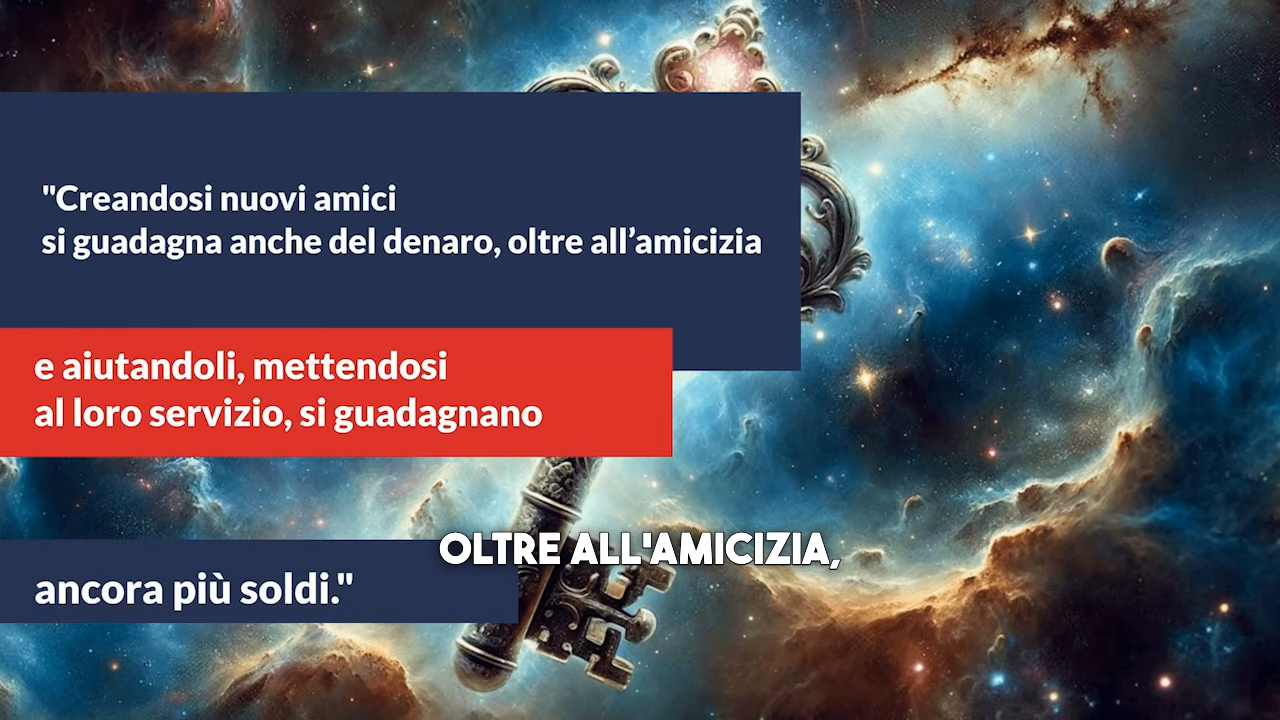 "Creandosi nuovi amici
si guadagna anche del denaro, oltre all’amicizia
e aiutandoli, mettendosi
al loro servizio, si guadagnano
OLTRE ALL'AMICIZIA,
ancora più soldi."